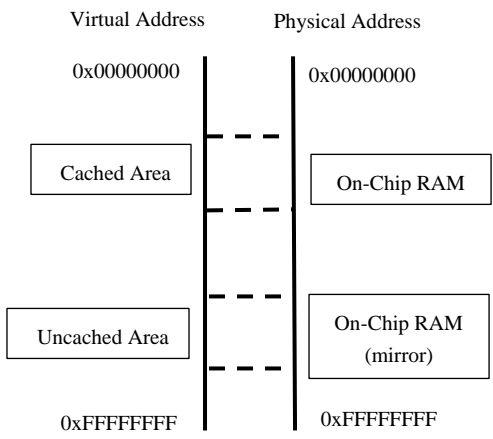 Virtual Address
Physical Address
0x00000000
0x00000000
Cached Area
On-Chip RAM
Uncached Area
On-Chip RAM
(mirror)
0xFFFFFFFF
0xFFFFFFFF